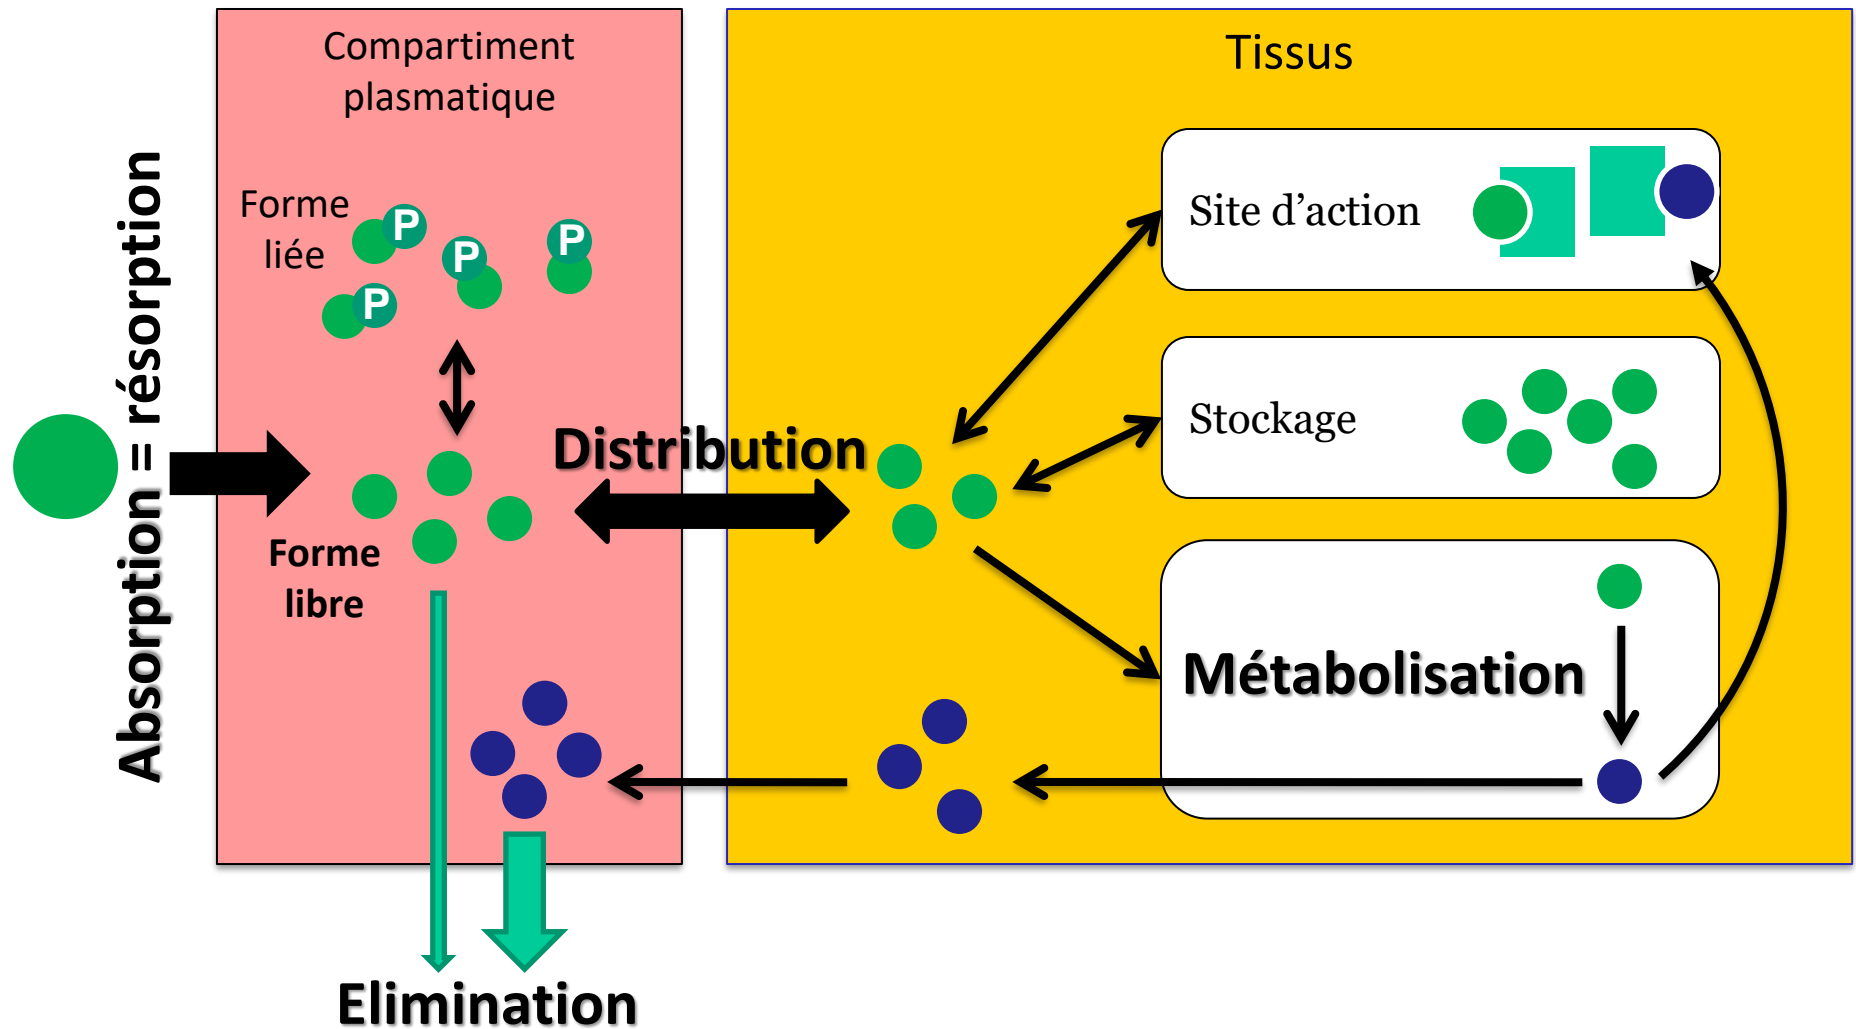 Compartiment
plasmatique
Tissus
Absorption = résorption
Forme
liée
P
P
P
P
Site d’action
Distribution
Stockage
Forme
libre
Métabolisation
Elimination